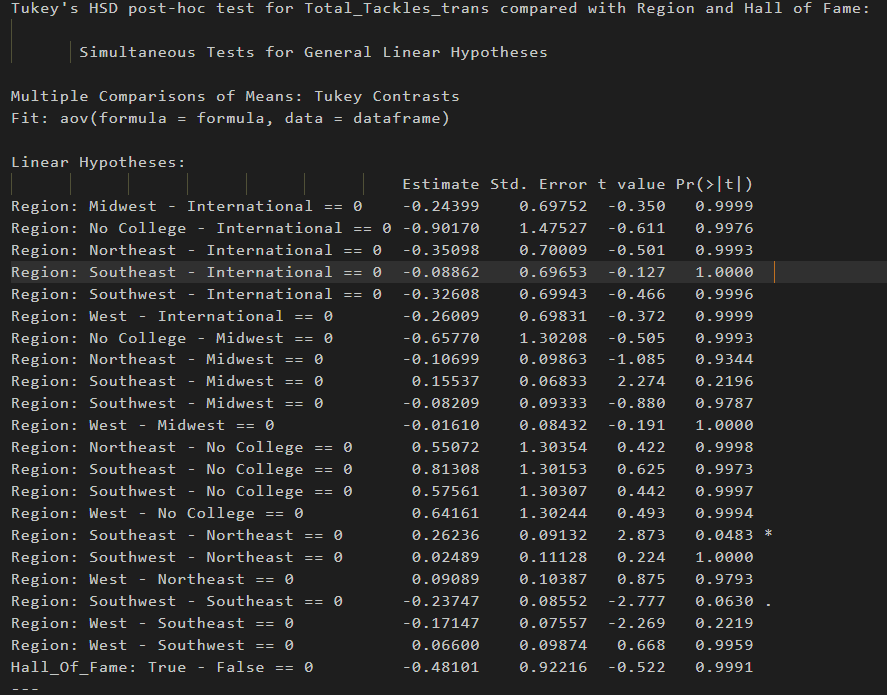 Tukey's HSD post-hoc test for Total_Tackles_trans compared with Region and Hall of Fame:
Simultaneous Tests for General Linear Hypotheses
Multiple Comparisons of Means: Tukey Contrasts
Fit: aov(formula = formula, data = dataframe)
Linear Hypotheses:
Estimate Std. Error t value Pr(>|t|)
Region: Midwest - International == 0 -0.24399 0.69752 -0.350 0.9999
Region: No College - International == 0 -0.90170 1.47527 -0.611 0.9976
Region: Northeast - International == 0 -0.35098 0.70009 -0.501 0.9993
Region: Southeast - International == 0 -0.08862 0.69653 -0.127 1.0000
Region: Southwest - International == 0 -0.32608 0.69943 -0.466 0.9996
Region: West - International == 0 -0.26009 0.69831 -0.372 0.9999
Region: No College - Midwest == 0 -0.65770 1.30208 -0.505 0.9993
Region: Northeast - Midwest == 0 -0.10699 0.09863 -1.085 0.9344
Region: Southeast - Midwest == 0 0.15537 0.06833 2.274 0.2196
Region: Southwest - Midwest == 0 -0.08209 0.09333 -0.880 0.9787
Region: West - Midwest == 0 -0.01610 0.08432 -0.191 1.0000
Region: Northeast - No College == 0 0.55072 1.30354 0.422 0.9998
Region: Southeast - No College == 0 0.81308 1.30153 0.625 0.9973
Region: Southwest - No College == 0 0.57561 1.30307 0.442 0.9997
Region: West - No College == 0 0.64161 1.30244 0.493 0.9994
Region: Southeast - Northeast == 0 0.26236 0.09132 2.873 0.0483 *
Region: Southwest - Northeast == 0 0.02489 0.11128 0.224 1.0000
Region: West - Northeast == 0 0.09089 0.10387 0.875 0.9793
Region: Southwest - Southeast == 0 -0.23747 0.08552 -2.777 0.0630 .
Region: West - Southeast == 0 -0.17147 0.07557 -2.269 0.2219
Region: West - Southwest == 0 0.06600 0.09874 0.668 0.9959
Hall_Of_Fame: True - False == 0 -0.48101 0.92216 -0.522 0.9991
---